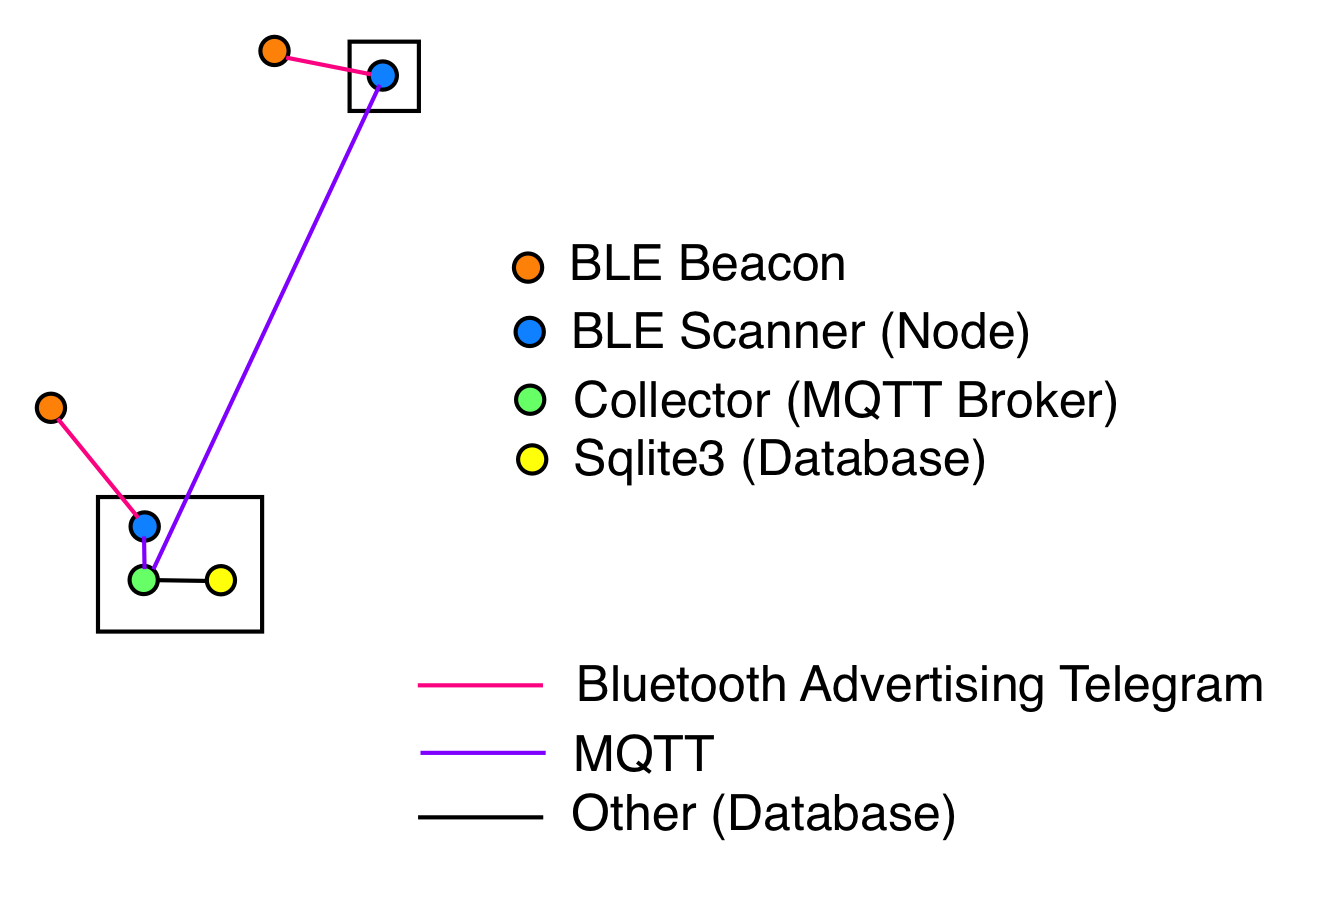 BLE Beacon
BLE Scanner (Node)
Collector (MQTT Broker)
Sqlite3 (Database)
Bluetooth Advertising Telegram
MQTT
Other (Database)